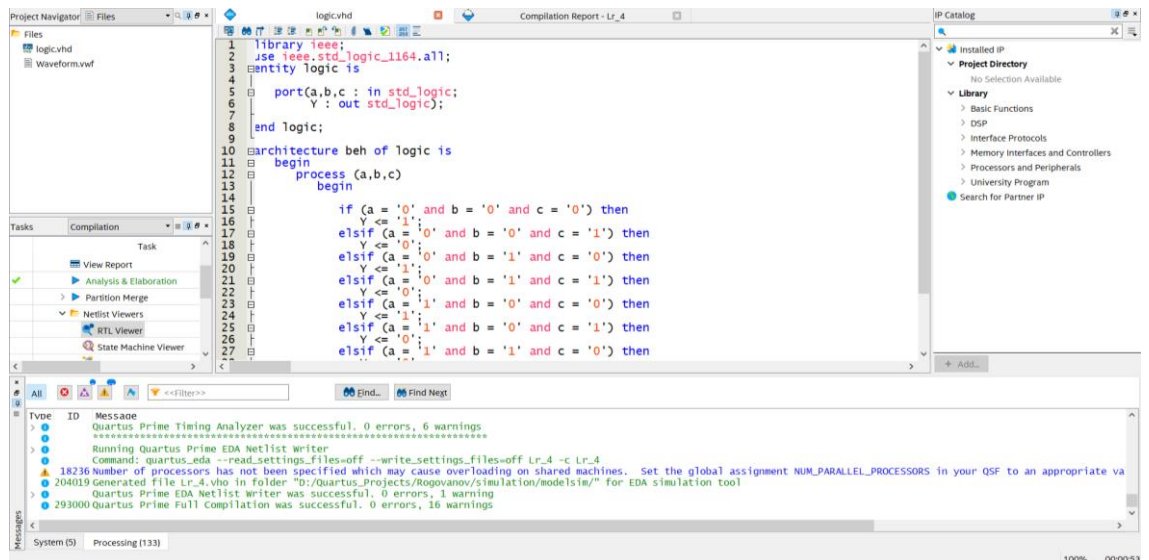 Project Navigator Files
Files
logic.vhd
Waveform.vwf
Tasks Compilation
Task
View Report
Analysis & Elaboration
Partition Merge
Netlist Viewers
RTL Viewer
State Machine Viewer
logic.vhd Compilation Report - Lr_4
1 library ieee;
2 use ieee.std_logic_1164.all;
3 entity logic is
4
5 port(a,b,c : in std_logic;
6 Y : out std_logic);
7
8 end logic;
9
10 architecture beh of logic is
11 begin
12 process (a,b,c)
13 begin
14
15 if (a = '0' and b = '0' and c = '0') then
16 Y <= '1';
17 elsif (a = '0' and b = '0' and c = '1') then
18 Y <= '0';
19 elsif (a = '0' and b = '1' and c = '0') then
20 Y <= '1';
21 elsif (a = '0' and b = '1' and c = '1') then
22 Y <= '0';
23 elsif (a = '1' and b = '0' and c = '0') then
24 Y <= '1';
25 elsif (a = '1' and b = '0' and c = '1') then
26 Y <= '0';
27 elsif (a = '1' and b = '1' and c = '0') then
IP Catalog
Installed IP
Project Directory
No Selection Available
Library
Basic Functions
DSP
Interface Protocols
Memory Interfaces and Controllers
Processors and Peripherals
University Program
Search for Partner IP
+ Add...
All <<Filter>> Find... Find Next
Type ID Message
Quartus Prime Timing Analyzer was successful. 0 errors, 6 warnings
*******************************************************************
Running Quartus Prime EDA Netlist Writer
Command: quartus_eda --read_settings_files=off --write_settings_files=off Lr_4 -c Lr_4
18236 Number of processors has not been specified which may cause overloading on shared machines. Set the global assignment NUM_PARALLEL_PROCESSORS in your QSF to an appropriate va
204019 Generated file Lr_4.vho in folder "D:/Quartus_Projects/Rogovanov/simulation/modelsim/" for EDA simulation tool
Quartus Prime EDA Netlist Writer was successful. 0 errors, 1 warning
293000 Quartus Prime Full Compilation was successful. 0 errors, 16 warnings
Messages
System (5) Processing (133)
100% 00:00:53